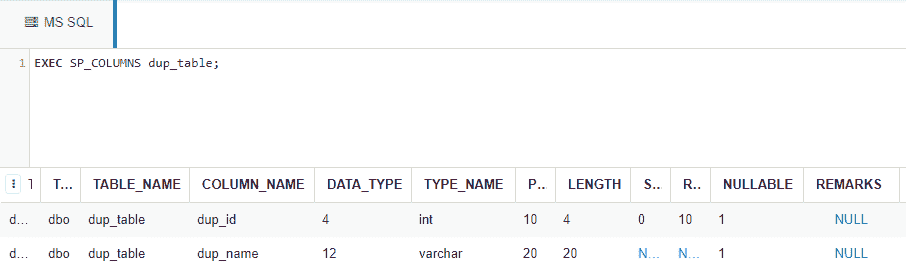 MS SQL
1 EXEC SP_COLUMNS dup_table;
T... TABLE_NAME COLUMN_NAME DATA_TYPE TYPE_NAME P... LENGTH S... R... NULLABLE REMARKS
d... dbo dup_table dup_id 4 int 10 4 0 10 1 NULL
d... dbo dup_table dup_name 12 varchar 20 20 N... N... 1 NULL